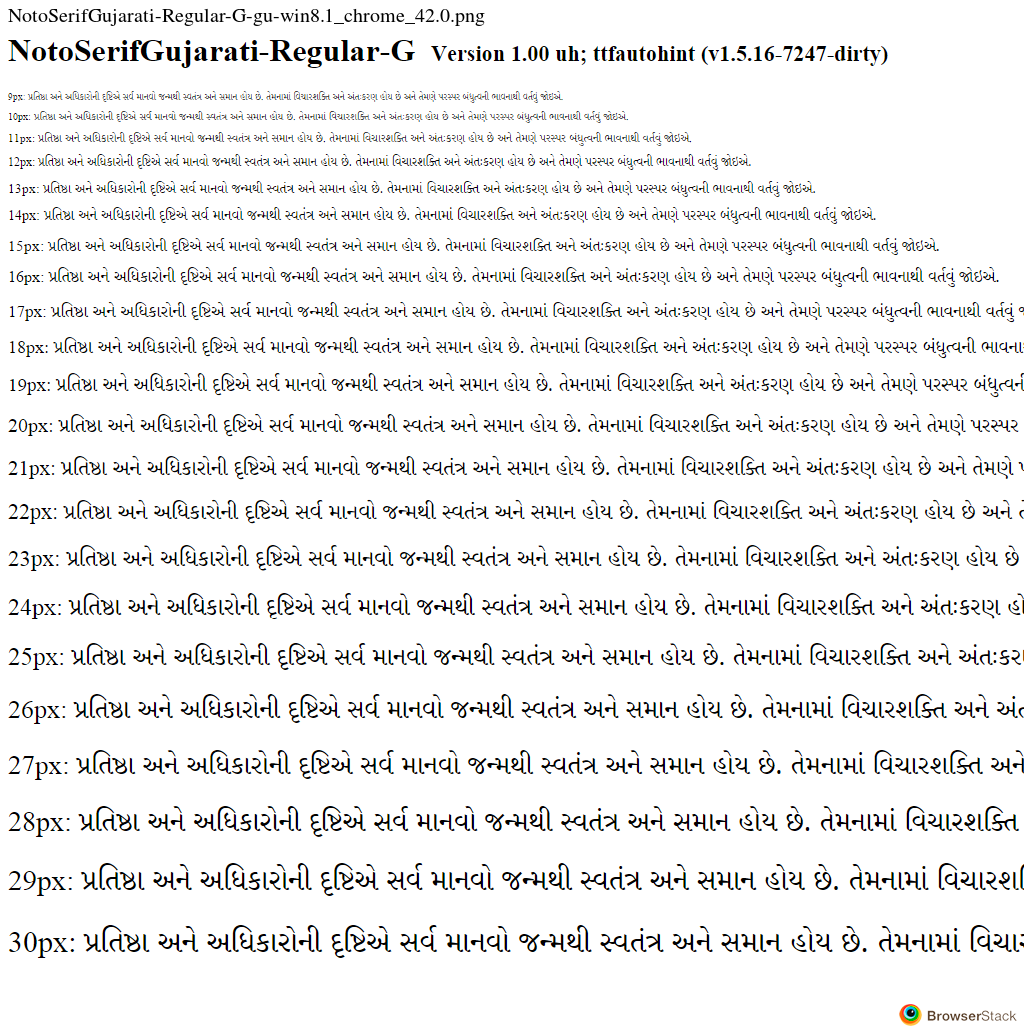 NotoSerifGujarati-Regular-G-gu-win8.1_chrome_42.0.png
NotoSerifGujarati-Regular-G Version 1.00 uh; ttfautohint (v1.5.16-7247-dirty)
9px: પ્રતિષ્ઠા અને અધિકારોની દૃષ્ટિએ સર્વ માનવો જન્મથી સ્વતંત્ર અને સમાન હોય છે. તેમનામાં વિચારશક્તિ અને અંતઃકરણ હોય છે અને તેમણે પરસ્પર બંધુત્વની ભાવનાથી વર્તવું જોઇએ.
10px: પ્રતિષ્ઠા અને અધિકારોની દૃષ્ટિએ સર્વ માનવો જન્મથી સ્વતંત્ર અને સમાન હોય છે. તેમનામાં વિચારશક્તિ અને અંતઃકરણ હોય છે અને તેમણે પરસ્પર બંધુત્વની ભાવનાથી વર્તવું જોઇએ.
11px: પ્રતિષ્ઠા અને અધિકારોની દૃષ્ટિએ સર્વ માનવો જન્મથી સ્વતંત્ર અને સમાન હોય છે. તેમનામાં વિચારશક્તિ અને અંતઃકરણ હોય છે અને તેમણે પરસ્પર બંધુત્વની ભાવનાથી વર્તવું જોઇએ.
12px: પ્રતિષ્ઠા અને અધિકારોની દૃષ્ટિએ સર્વ માનવો જન્મથી સ્વતંત્ર અને સમાન હોય છે. તેમનામાં વિચારશક્તિ અને અંતઃકરણ હોય છે અને તેમણે પરસ્પર બંધુત્વની ભાવનાથી વર્તવું જોઇએ.
13px: પ્રતિષ્ઠા અને અધિકારોની દૃષ્ટિએ સર્વ માનવો જન્મથી સ્વતંત્ર અને સમાન હોય છે. તેમનામાં વિચારશક્તિ અને અંતઃકરણ હોય છે અને તેમણે પરસ્પર બંધુત્વની ભાવનાથી વર્તવું જોઇએ.
14px: પ્રતિષ્ઠા અને અધિકારોની દૃષ્ટિએ સર્વ માનવો જન્મથી સ્વતંત્ર અને સમાન હોય છે. તેમનામાં વિચારશક્તિ અને અંતઃકરણ હોય છે અને તેમણે પરસ્પર બંધુત્વની ભાવનાથી વર્તવું જોઇએ.
15px: પ્રતિષ્ઠા અને અધિકારોની દૃષ્ટિએ સર્વ માનવો જન્મથી સ્વતંત્ર અને સમાન હોય છે. તેમનામાં વિચારશક્તિ અને અંતઃકરણ હોય છે અને તેમણે પરસ્પર બંધુત્વની ભાવનાથી વર્તવું જોઇએ.
16px: પ્રતિષ્ઠા અને અધિકારોની દૃષ્ટિએ સર્વ માનવો જન્મથી સ્વતંત્ર અને સમાન હોય છે. તેમનામાં વિચારશક્તિ અને અંતઃકરણ હોય છે અને તેમણે પરસ્પર બંધુત્વની ભાવનાથી વર્તવું જોઇએ.
17px: પ્રતિષ્ઠા અને અધિકારોની દૃષ્ટિએ સર્વ માનવો જન્મથી સ્વતંત્ર અને સમાન હોય છે. તેમનામાં વિચારશક્તિ અને અંતઃકરણ હોય છે અને તેમણે પરસ્પર બંધુત્વની ભાવનાથી વર્તવું
18px: પ્રતિષ્ઠા અને અધિકારોની દૃષ્ટિએ સર્વ માનવો જન્મથી સ્વતંત્ર અને સમાન હોય છે. તેમનામાં વિચારશક્તિ અને અંતઃકરણ હોય છે અને તેમણે પરસ્પર બંધુત્વની ભાવના
19px: પ્રતિષ્ઠા અને અધિકારોની દૃષ્ટિએ સર્વ માનવો જન્મથી સ્વતંત્ર અને સમાન હોય છે. તેમનામાં વિચારશક્તિ અને અંતઃકરણ હોય છે અને તેમણે પરસ્પર બંધુત્વની
20px: પ્રતિષ્ઠા અને અધિકારોની દૃષ્ટિએ સર્વ માનવો જન્મથી સ્વતંત્ર અને સમાન હોય છે. તેમનામાં વિચારશક્તિ અને અંતઃકરણ હોય છે અને તેમણે પરસ્પર
21px: પ્રતિષ્ઠા અને અધિકારોની દૃષ્ટિએ સર્વ માનવો જન્મથી સ્વતંત્ર અને સમાન હોય છે. તેમનામાં વિચારશક્તિ અને અંતઃકરણ હોય છે અને તેમણે
22px: પ્રતિષ્ઠા અને અધિકારોની દૃષ્ટિએ સર્વ માનવો જન્મથી સ્વતંત્ર અને સમાન હોય છે. તેમનામાં વિચારશક્તિ અને અંતઃકરણ હોય છે અને
23px: પ્રતિષ્ઠા અને અધિકારોની દૃષ્ટિએ સર્વ માનવો જન્મથી સ્વતંત્ર અને સમાન હોય છે. તેમનામાં વિચારશક્તિ અને અંતઃકરણ હોય છે
24px: પ્રતિષ્ઠા અને અધિકારોની દૃષ્ટિએ સર્વ માનવો જન્મથી સ્વતંત્ર અને સમાન હોય છે. તેમનામાં વિચારશક્તિ અને અંતઃકરણ હો
25px: પ્રતિષ્ઠા અને અધિકારોની દૃષ્ટિએ સર્વ માનવો જન્મથી સ્વતંત્ર અને સમાન હોય છે. તેમનામાં વિચારશક્તિ અને અંતઃકર
26px: પ્રતિષ્ઠા અને અધિકારોની દૃષ્ટિએ સર્વ માનવો જન્મથી સ્વતંત્ર અને સમાન હોય છે. તેમનામાં વિચારશક્તિ અને અંત
27px: પ્રતિષ્ઠા અને અધિકારોની દૃષ્ટિએ સર્વ માનવો જન્મથી સ્વતંત્ર અને સમાન હોય છે. તેમનામાં વિચારશક્તિ અને
28px: પ્રતિષ્ઠા અને અધિકારોની દૃષ્ટિએ સર્વ માનવો જન્મથી સ્વતંત્ર અને સમાન હોય છે. તેમનામાં વિચારશક્તિ
29px: પ્રતિષ્ઠા અને અધિકારોની દૃષ્ટિએ સર્વ માનવો જન્મથી સ્વતંત્ર અને સમાન હોય છે. તેમનામાં વિચારશ
30px: પ્રતિષ્ઠા અને અધિકારોની દૃષ્ટિએ સર્વ માનવો જન્મથી સ્વતંત્ર અને સમાન હોય છે. તેમનામાં વિચાર
BrowserStack